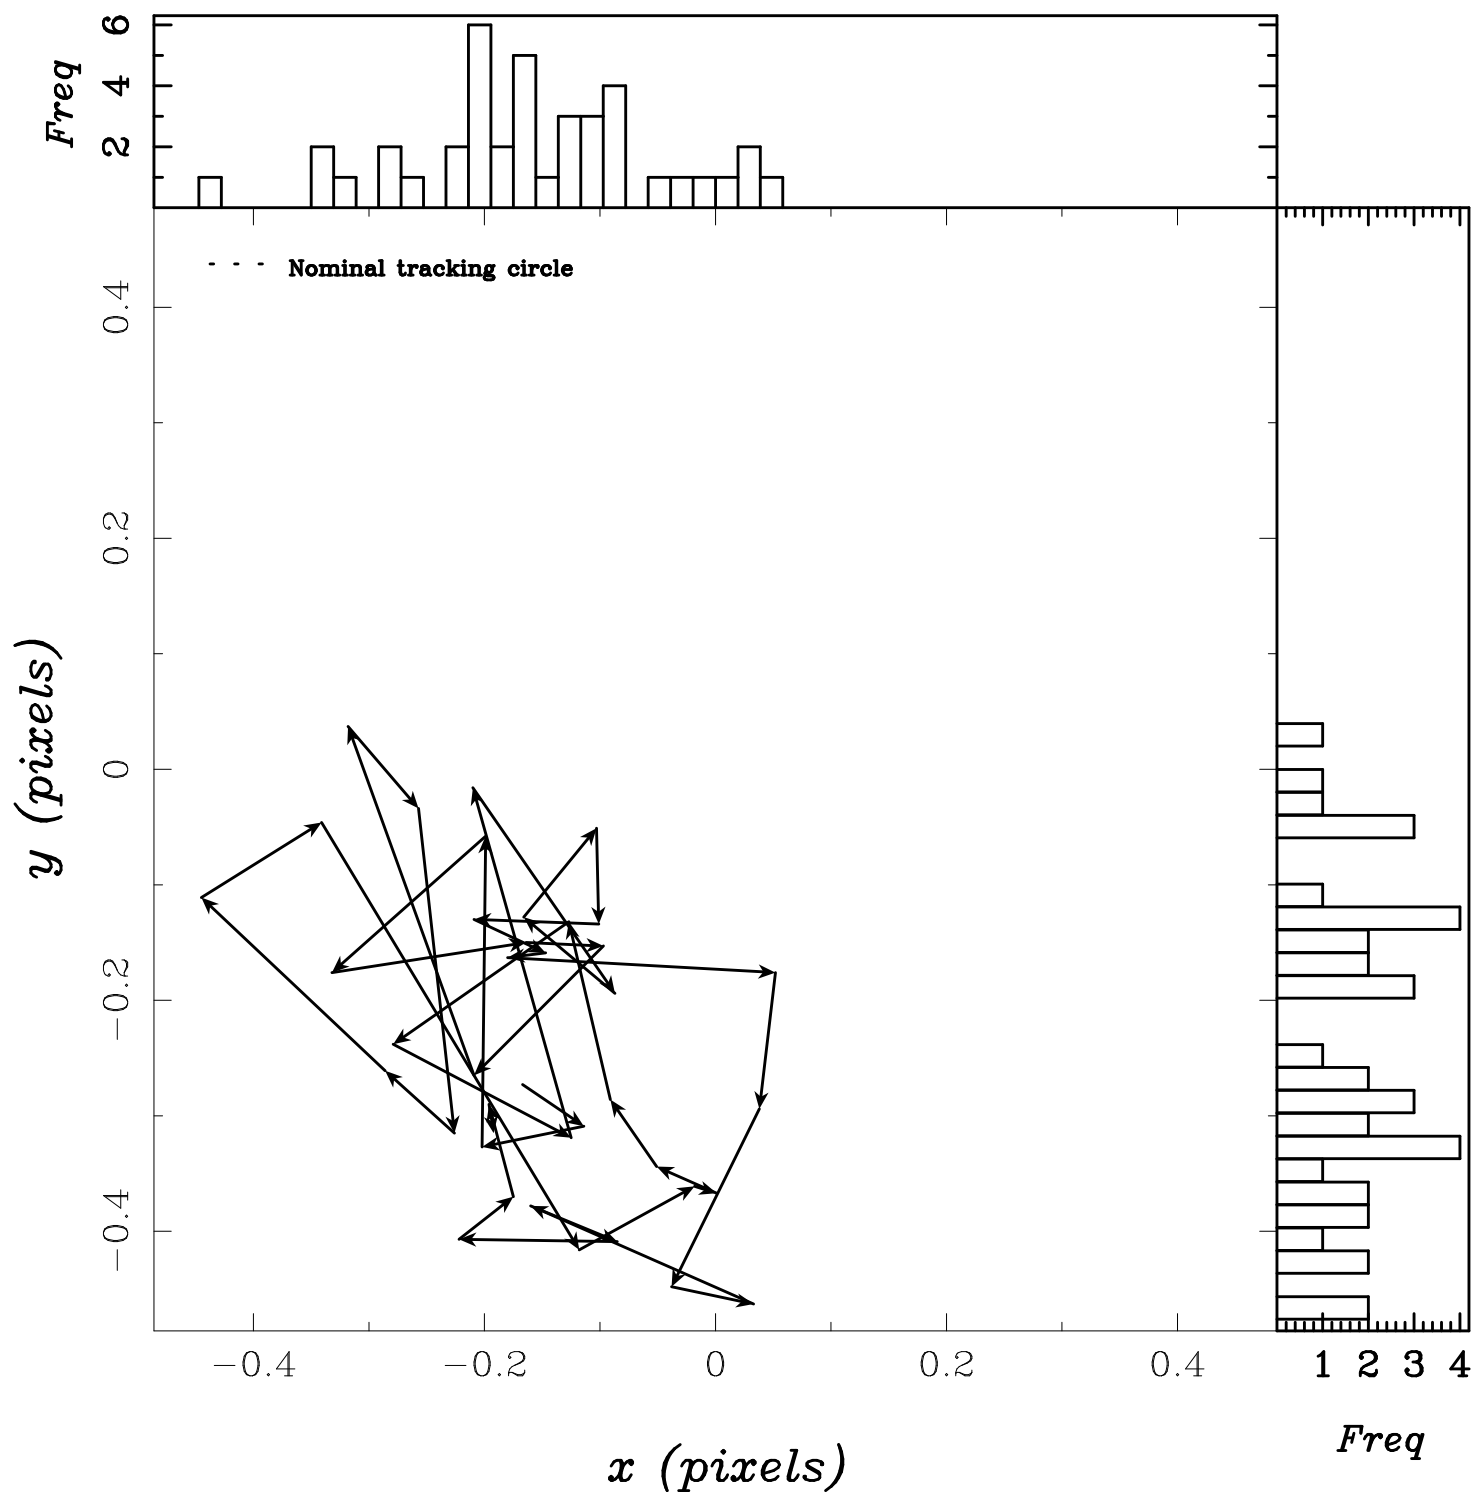 Freq
6
4
2
- - - Nominal tracking circle
y (pixels)
0.4
0.2
0
−0.2
−0.4
−0.4 −0.2 0 0.2 0.4
x (pixels)
1 2 3 4
Freq